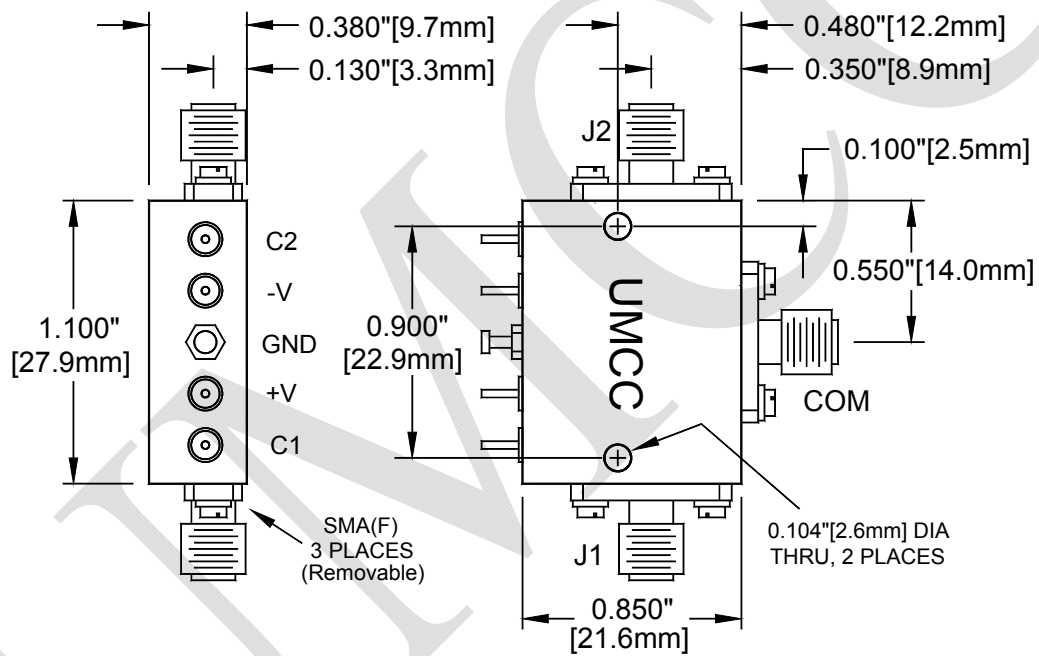 0.380"[9.7mm]
0.130"[3.3mm]
0.480"[12.2mm]
0.350"[8.9mm]
J2
0.100"[2.5mm]
0.550"[14.0mm]
C2
-V
GND
+V
C1
1.100"
[27.9mm]
0.900"
[22.9mm]
UMCC
COM
SMA(F)
3 PLACES
(Removable)
J1
0.104"[2.6mm] DIA
THRU, 2 PLACES
0.850"
[21.6mm]
UMCC